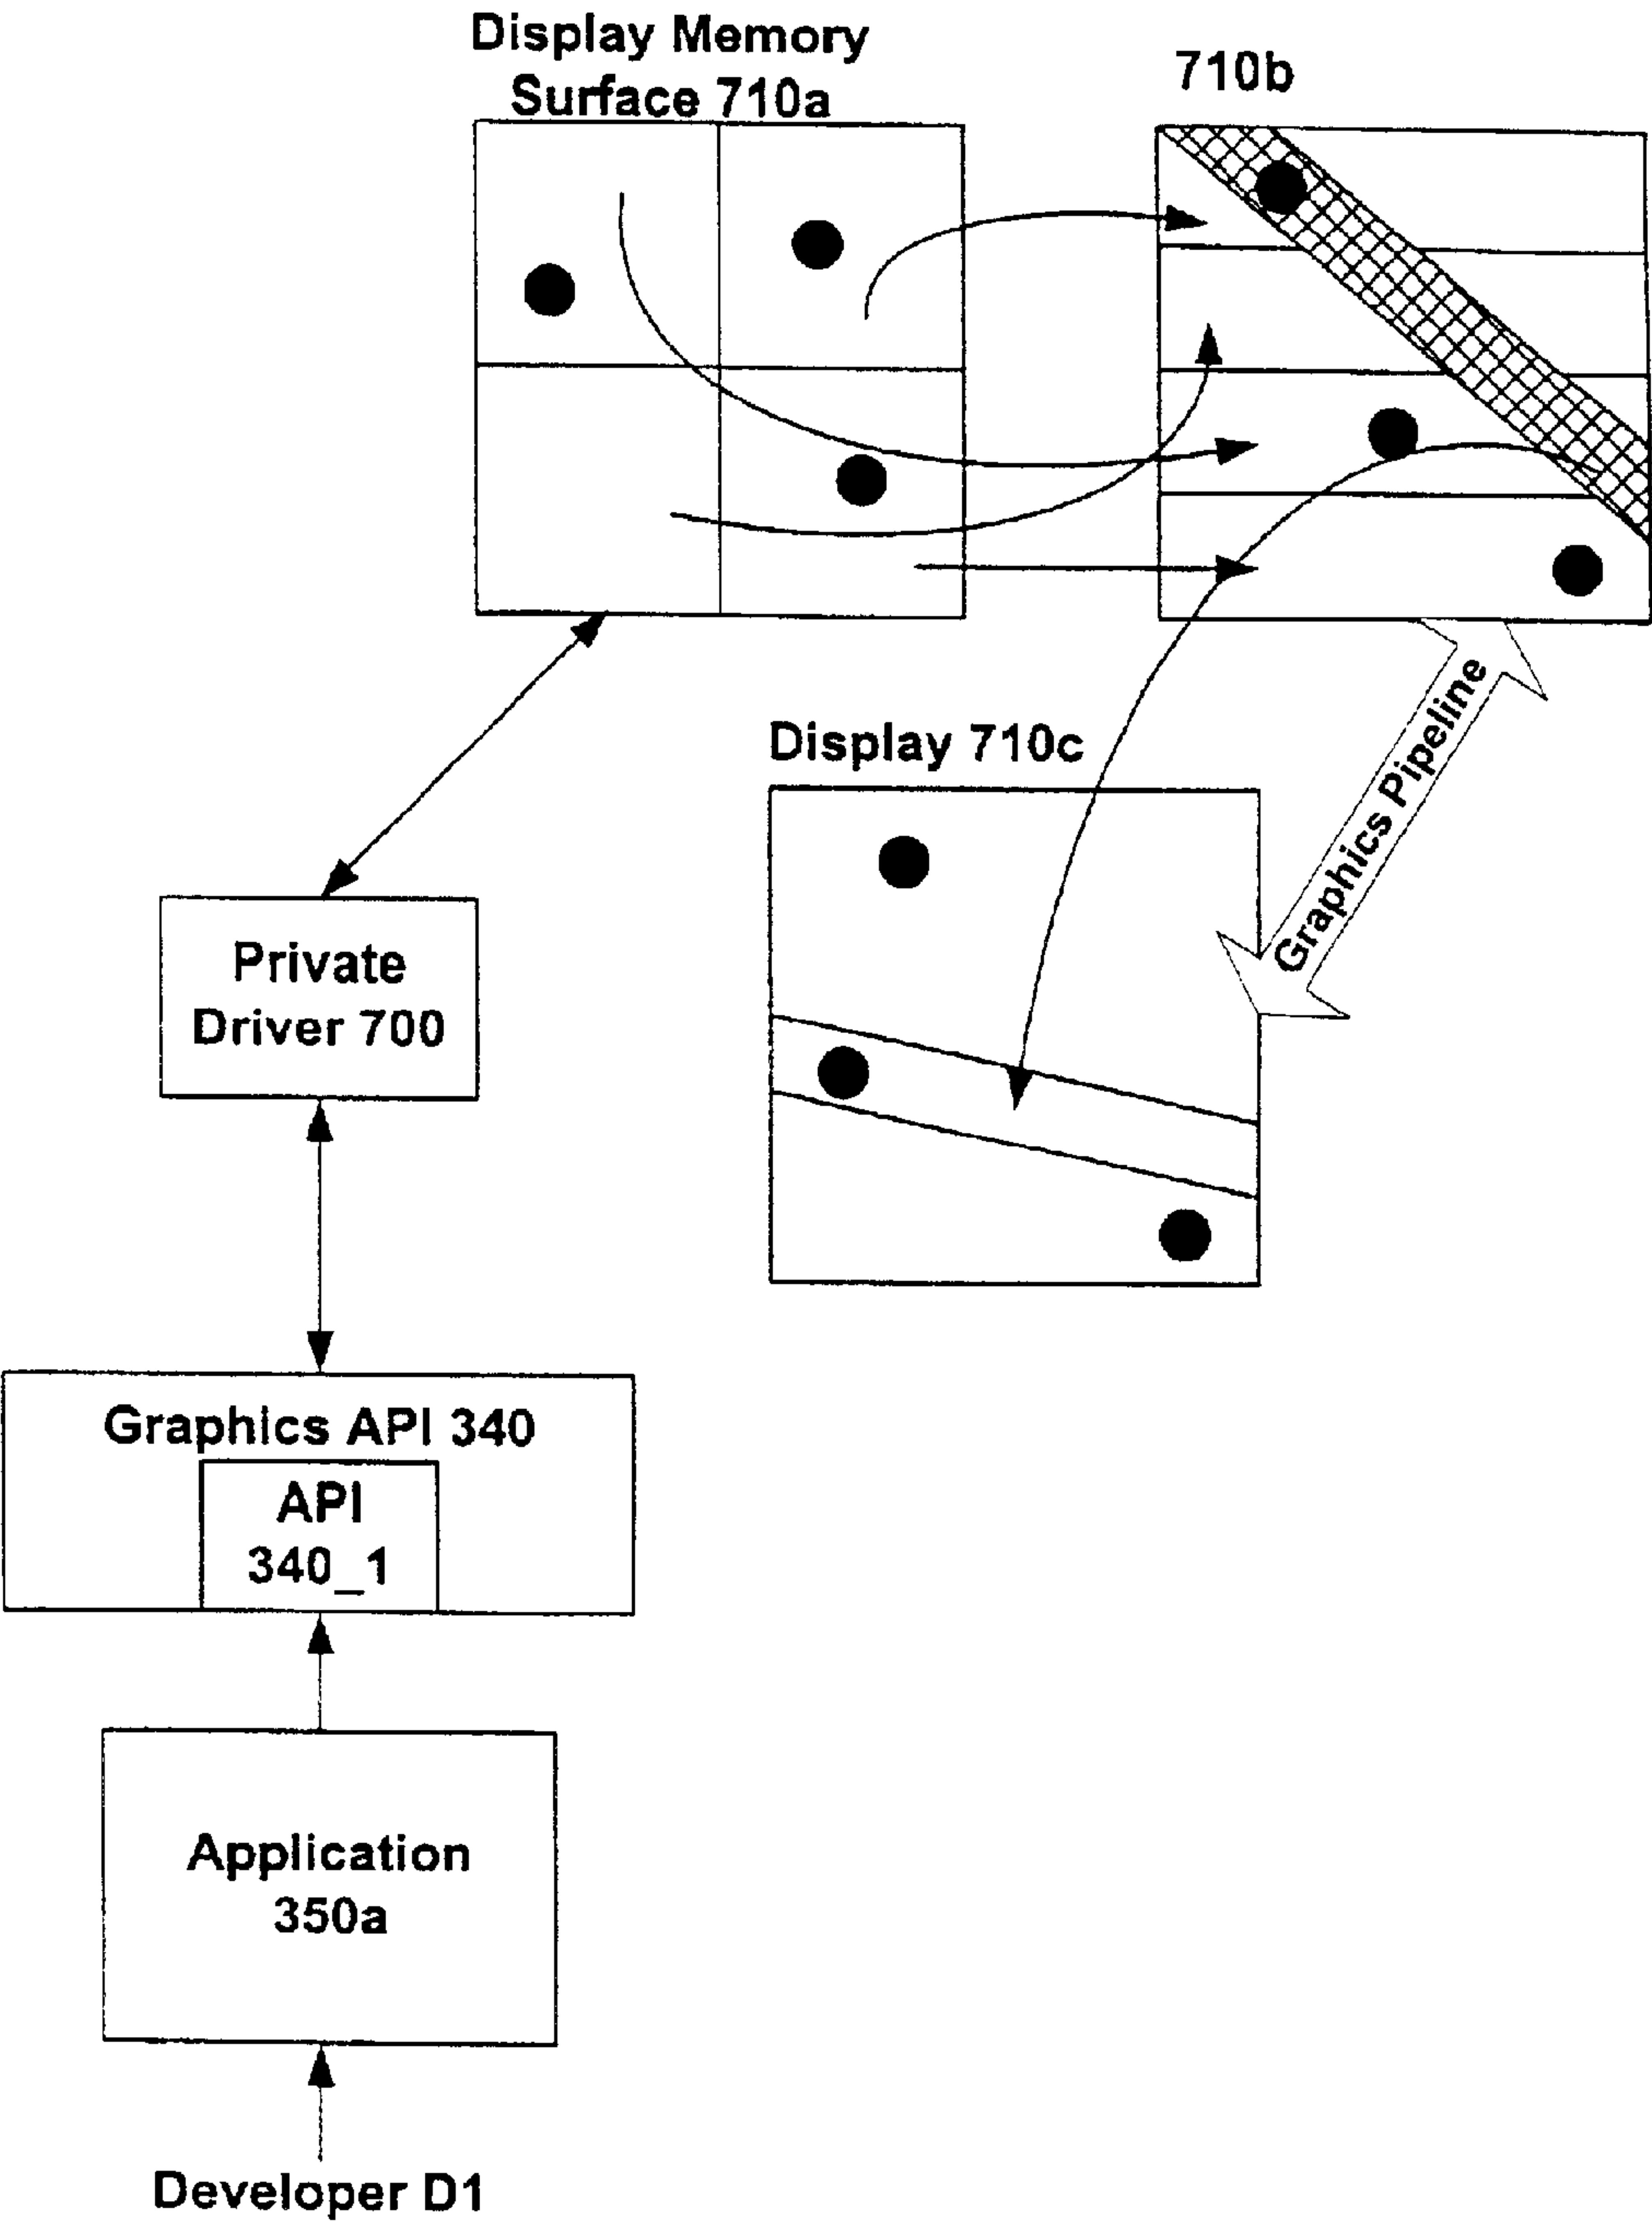 Display Memory
Surface 710a
710b
Display 710c
Graphics Pipeline
Private
Driver 700
Graphics API 340
API
340_1
Application
350a
Developer D1